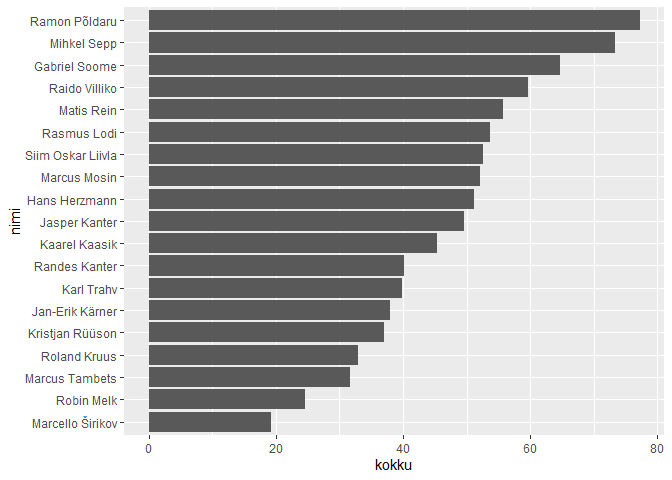 Ramon Põldaru
Mihkel Sepp
Gabriel Soome
Raido Villiko
Matis Rein
Rasmus Lodi
Siim Oskar Liivla
Marcus Mosin
Hans Herzmann
Jasper Kanter
Kaarel Kaasik
Randes Kanter
Karl Trahv
Jan-Erik Kärner
Kristjan Rüüson
Roland Kruus
Marcus Tambets
Robin Melk
Marcello Širikov
nimi
0 20 40 60 80
kokku